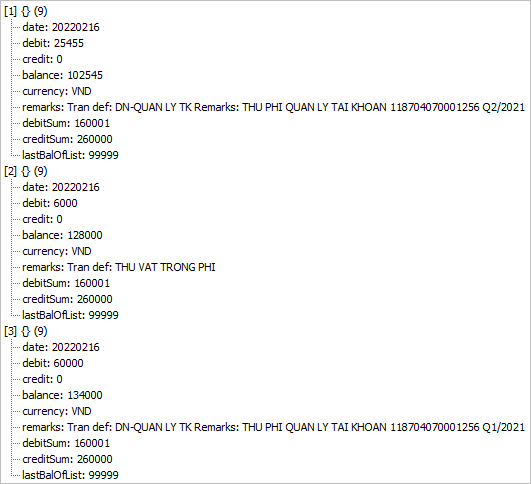 [1] {} (9)
date: 20220216
debit: 25455
credit: 0
balance: 102545
currency: VND
remarks: Tran def: DN-QUAN LY TK Remarks: THU PHI QUAN LY TAI KHOAN 118704070001256 Q2/2021
debitSum: 160001
creditSum: 260000
lastBalOfList: 99999
[2] {} (9)
date: 20220216
debit: 6000
credit: 0
balance: 128000
currency: VND
remarks: Tran def: THU VAT TRONG PHI
debitSum: 160001
creditSum: 260000
lastBalOfList: 99999
[3] {} (9)
date: 20220216
debit: 60000
credit: 0
balance: 134000
currency: VND
remarks: Tran def: DN-QUAN LY TK Remarks: THU PHI QUAN LY TAI KHOAN 118704070001256 Q1/2021
debitSum: 160001
creditSum: 260000
lastBalOfList: 99999